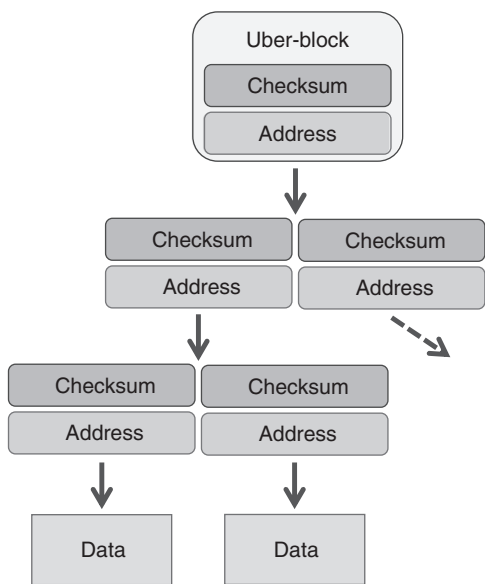 Uber-block
Checksum
Address
Checksum
Checksum
Address
Address
Checksum
Checksum
Address
Address
Data
Data